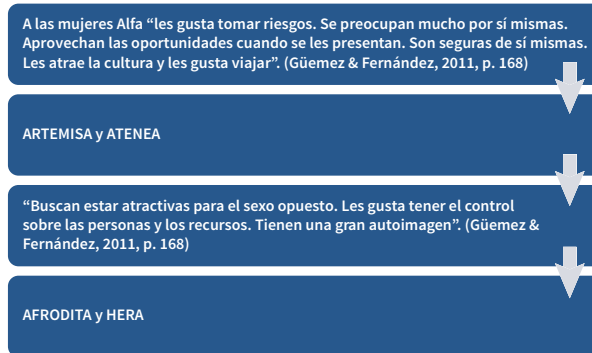 A las mujeres Alfa “les gusta tomar riesgos. Se preocupan mucho por sí mismas.
Aprovechan las oportunidades cuando se les presentan. Son seguras de sí mismas.
Les atrae la cultura y les gusta viajar”. (Güemez & Fernández, 2011, p. 168)
ARTEMISA y ATENEA
“Buscan estar atractivas para el sexo opuesto. Les gusta tener el control
sobre las personas y los recursos. Tienen una gran autoimagen”. (Güemez &
Fernández, 2011, p. 168)
AFRODITA y HERA